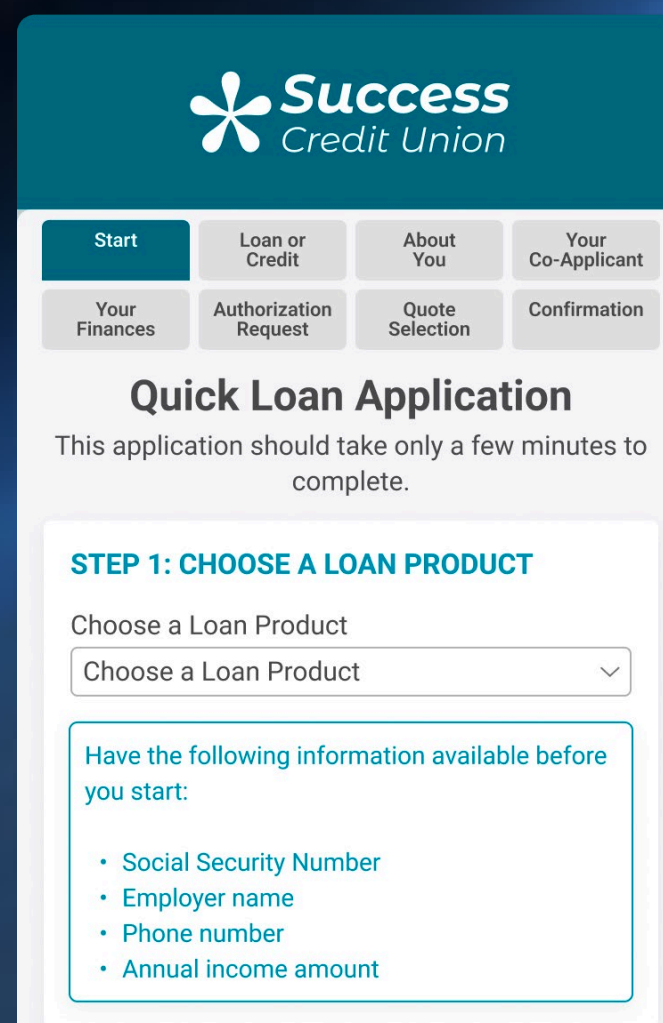 Success
Credit Union
Start
Loan or
Credit
About
You
Your
Co-Applicant
Your
Finances
Authorization
Request
Quote
Selection
Confirmation
Quick Loan Application
This application should take only a few minutes to
complete.
STEP 1: CHOOSE A LOAN PRODUCT
Choose a Loan Product
Choose a Loan Product
Have the following information available before
you start:
• Social Security Number
• Employer name
• Phone number
• Annual income amount